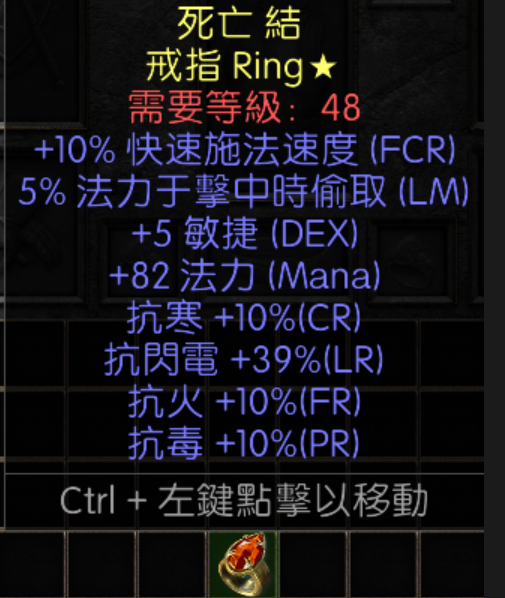 死亡 結
戒指 Ring★
需要等級：48
+10% 快速施法速度 (FCR)
5% 法力于擊中時偷取 (LM)
+5 敏捷 (DEX)
+82 法力 (Mana)
抗寒 +10%(CR)
抗閃電 +39%(LR)
抗火 +10%(FR)
抗毒 +10%(PR)
Ctrl + 左鍵點擊以移動